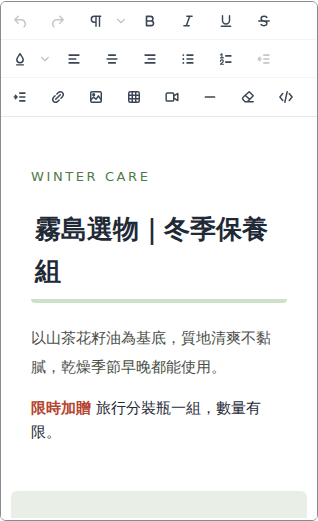 WINTER CARE
霧島選物｜冬季保養
組
以山茶花籽油為基底，質地清爽不黏
膩，乾燥季節早晚都能使用。
限時加贈 旅行分裝瓶一組，數量有
限。